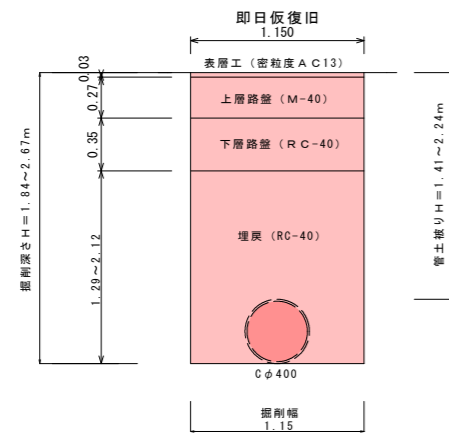 即日仮復旧
1.150
表層工（密粒度AC13）
0.03
0.27
上層路盤（M-40）
0.35
下層路盤（RC-40）
掘削深さH=1.84~2.67m
1.29~2.12
埋戻（RC-40）
管土被りH=1.41~2.24m
Cφ400
掘削幅
1.15